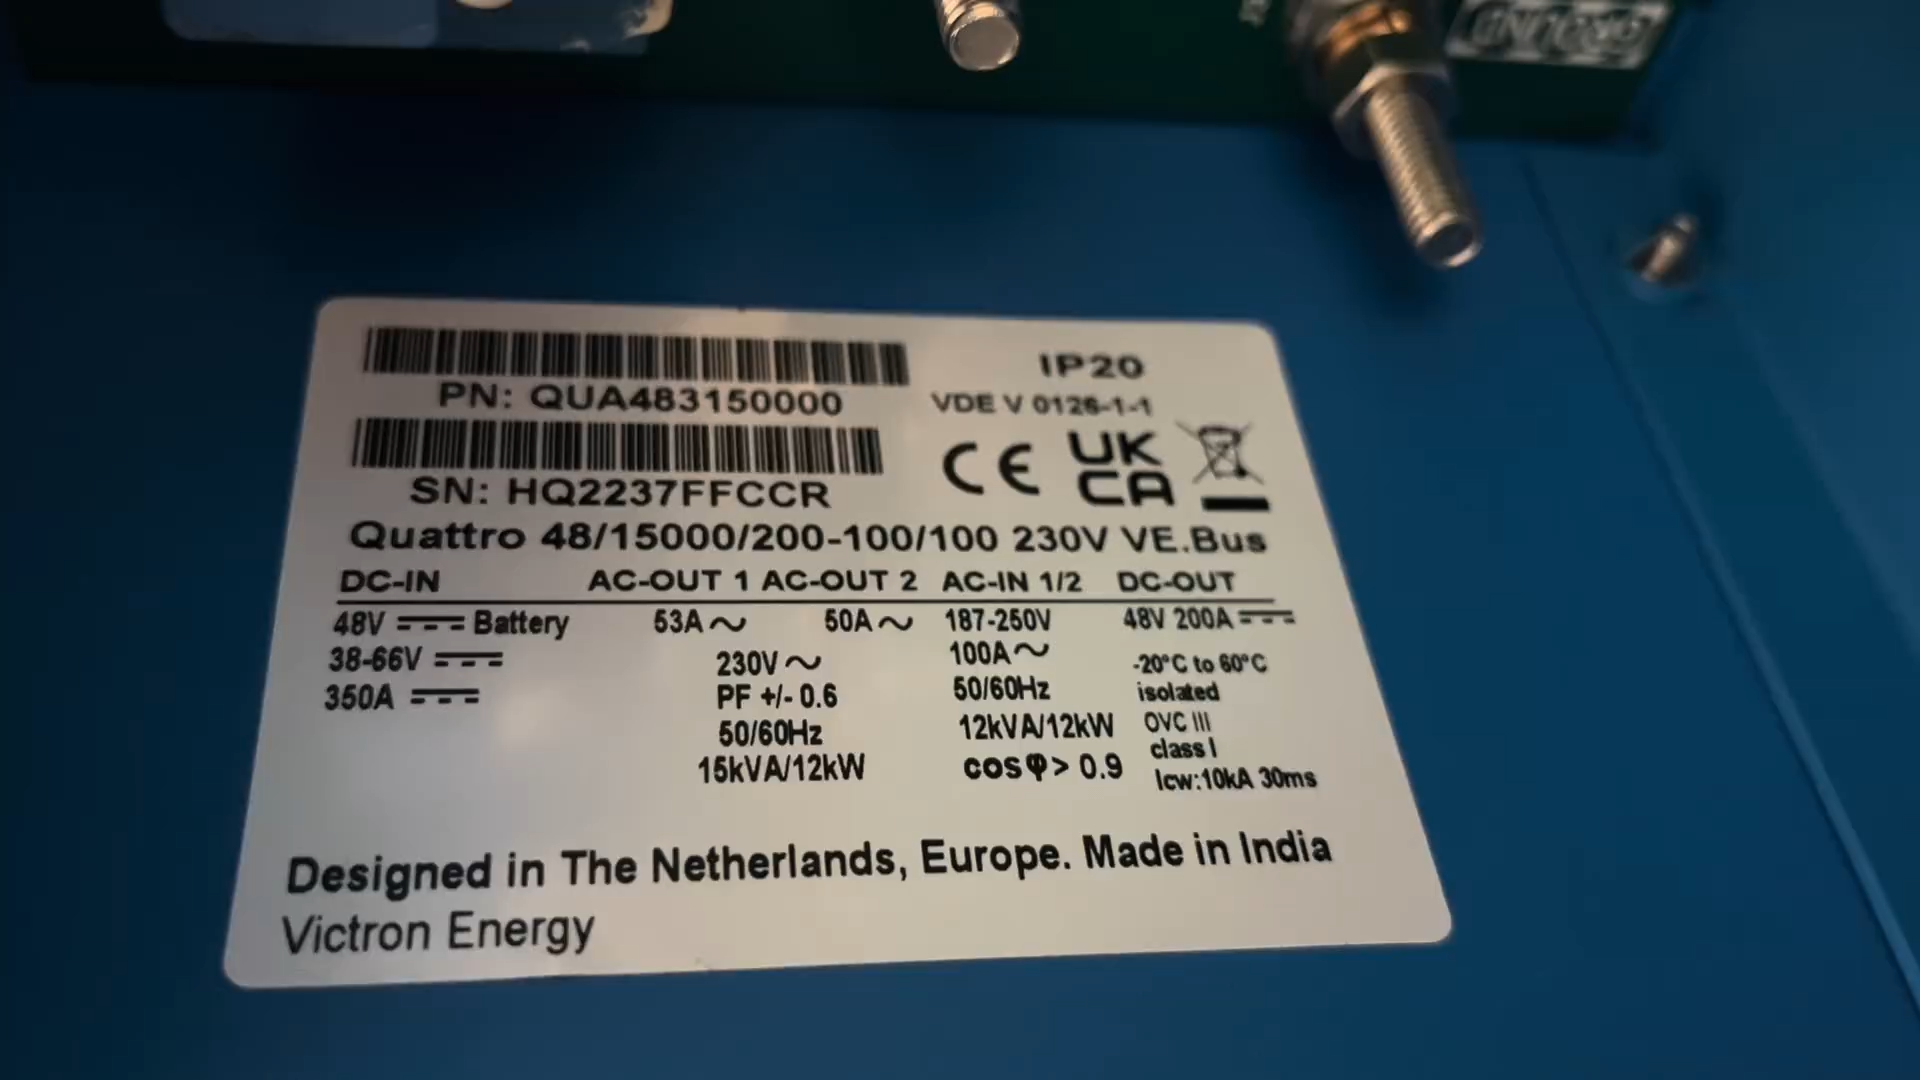 GROUND
IP20
PN: QUA483150000
VDE V 0126-1-1
CE UK CA
SN: HQ2237FFCCR
Quattro 48/15000/200-100/100 230V VE.Bus
DC-IN AC-OUT 1 AC-OUT 2 AC-IN 1/2 DC-OUT
48V Battery 53A~ 50A~ 187-250V 48V 200A
38-66V 230V~ 100A~ -20°C to 60°C
350A PF +/- 0.6 50/60Hz isolated
50/60Hz 12kVA/12kW OVC III
15kVA/12kW cosφ> 0.9 class I
Icw:10kA 30ms
Designed in The Netherlands, Europe. Made in India
Victron Energy